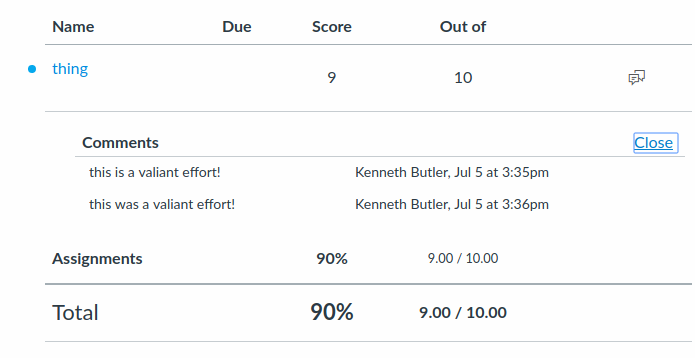 Name Due Score Out of
thing 9 10
Comments Close
this is a valiant effort! Kenneth Butler, Jul 5 at 3:35pm
this was a valiant effort! Kenneth Butler, Jul 5 at 3:36pm
Assignments 90% 9.00 / 10.00
Total 90% 9.00 / 10.00